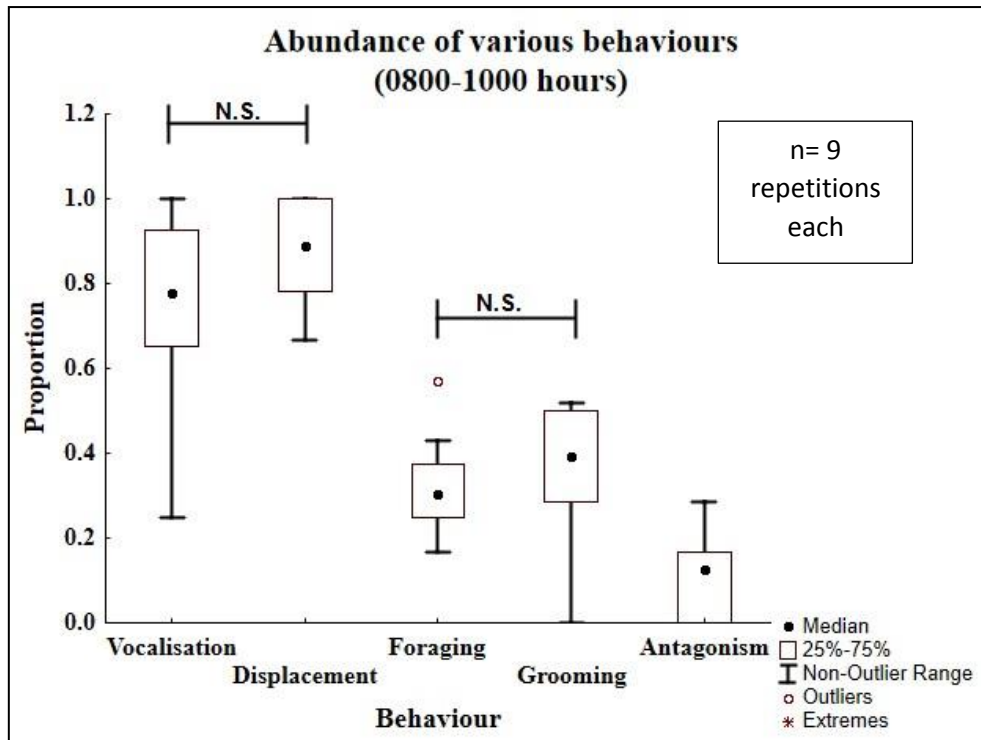 Abundance of various behaviours
(0800-1000 hours)
N.S.
n= 9
repetitions
each
N.S.
Proportion
1.2
1.0
0.8
0.6
0.4
0.2
0.0
Vocalisation
Displacement
Foraging
Grooming
Antagonism
Behaviour
Median
25%-75%
Non-Outlier Range
Outliers
Extremes